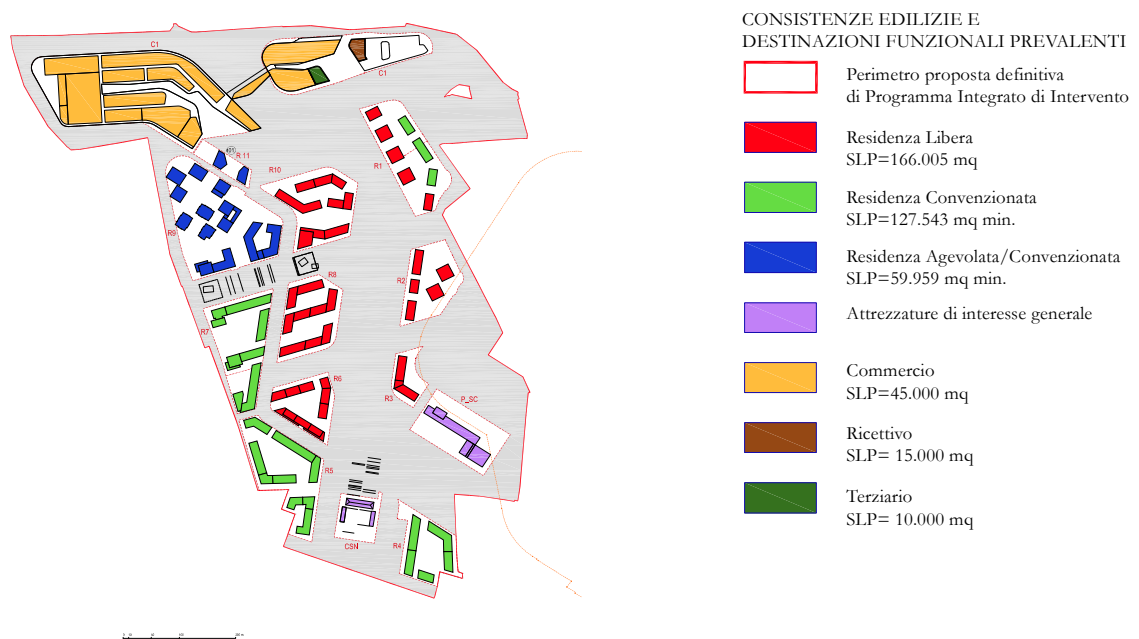 CONSISTENZE EDILIZIE E
DESTINAZIONI FUNZIONALI PREVALENTI
Perimetro proposta definitiva
di Programma Integrato di Intervento
Residenza Libera
SLP=166.005 mq
Residenza Convenzionata
SLP=127.543 mq min.
Residenza Agevolata/Convenzionata
SLP=59.959 mq min.
Attrezzature di interesse generale
Commercio
SLP=45.000 mq
Ricettivo
SLP= 15.000 mq
Terziario
SLP= 10.000 mq
C1
C1
R 11
R10
R1
R9
R8
R2
R7
R6
R3
P_SC
R5
CSN
R4